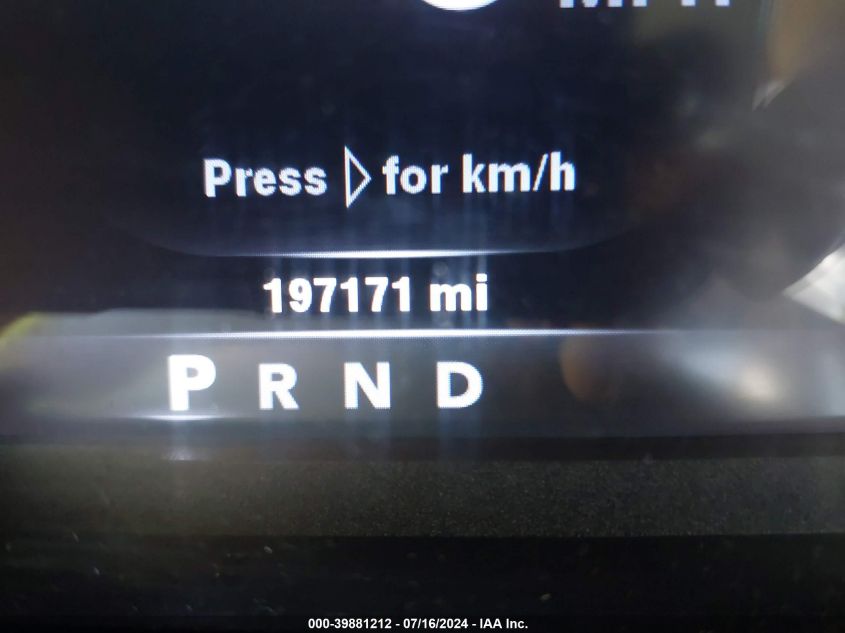 Press ▷ for km/h
197171 mi
P R N D
000-39881212 - 07/16/2024 - IAA Inc.